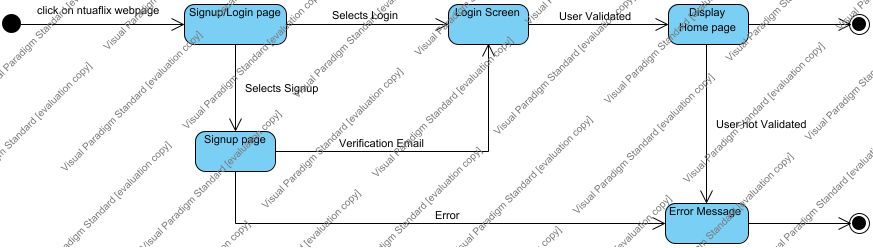 click on ntuaflix webpage
Signup/Login page
Selects Login
Login Screen
User Validated
Display
Home page
Selects Signup
Signup page
Verification Email
User not Validated
Error
Error Message
Visual Paradigm Standard [evaluation copy]